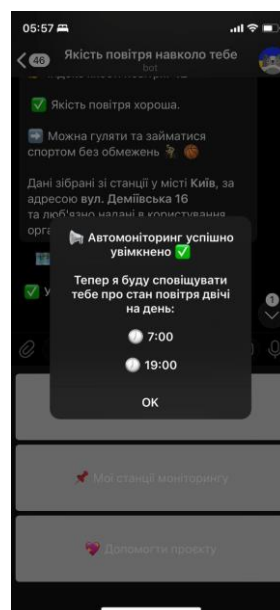 05:57
46
Якість повітря навколо тебе
bot
✅ Якість повітря хороша.
➡️ Можна гуляти та займатися
спортом без обмежень
Дані зібрані зі станції у місті Київ, за
адресою вул. Деміївська 16
та люб'язно надані в користування
📢 Автомоніторинг успішно
увімкнено ✅
Тепер я буду сповіщувати
тебе про стан повітря двічі
на день:
🕖 7:00
🕖 19:00
OK
1
📌 Мої станції моніторингу
💖 Допомогти проєкту